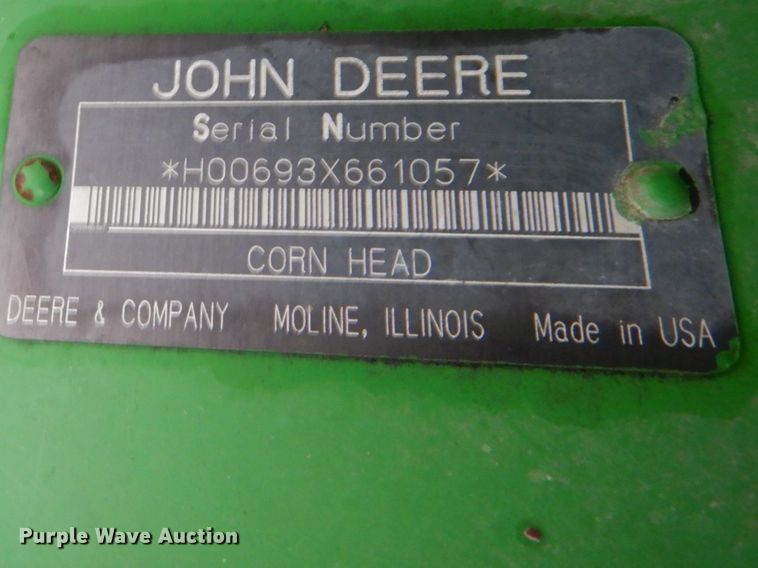 JOHN DEERE
Serial Number
*H00693X661057*
CORN HEAD
DEERE & COMPANY MOLINE, ILLINOIS Made in USA
Purple Wave Auction